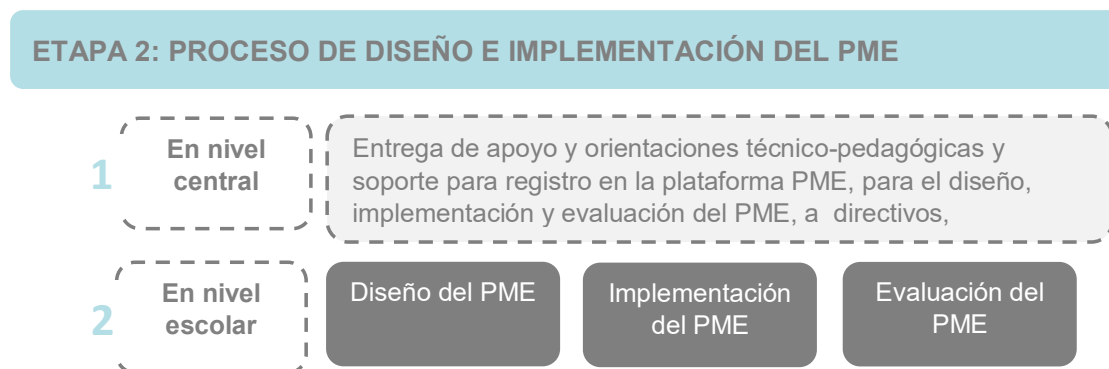 ETAPA 2: PROCESO DE DISEÑO E IMPLEMENTACIÓN DEL PME
1
En nivel
central
Entrega de apoyo y orientaciones técnico-pedagógicas y
soporte para registro en la plataforma PME, para el diseño,
implementación y evaluación del PME, a  directivos,
2
En nivel
escolar
Diseño del PME
Implementación
del PME
Evaluación del
PME